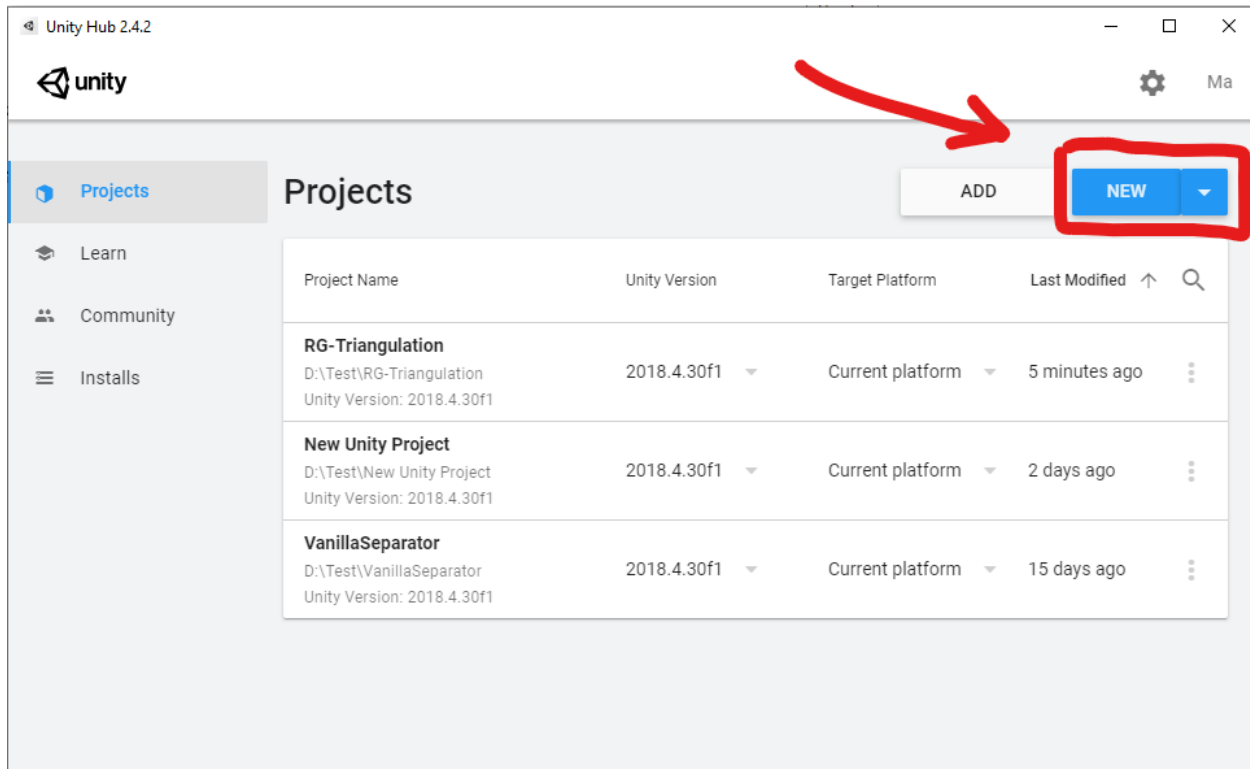 Unity Hub 2.4.2
unity
Ma
Projects
Learn
Community
Installs
Projects
ADD
NEW
Project Name Unity Version Target Platform Last Modified
RG-Triangulation
D:\Test\RG-Triangulation
Unity Version: 2018.4.30f1
2018.4.30f1 Current platform 5 minutes ago
New Unity Project
D:\Test\New Unity Project
Unity Version: 2018.4.30f1
2018.4.30f1 Current platform 2 days ago
VanillaSeparator
D:\Test\VanillaSeparator
Unity Version: 2018.4.30f1
2018.4.30f1 Current platform 15 days ago